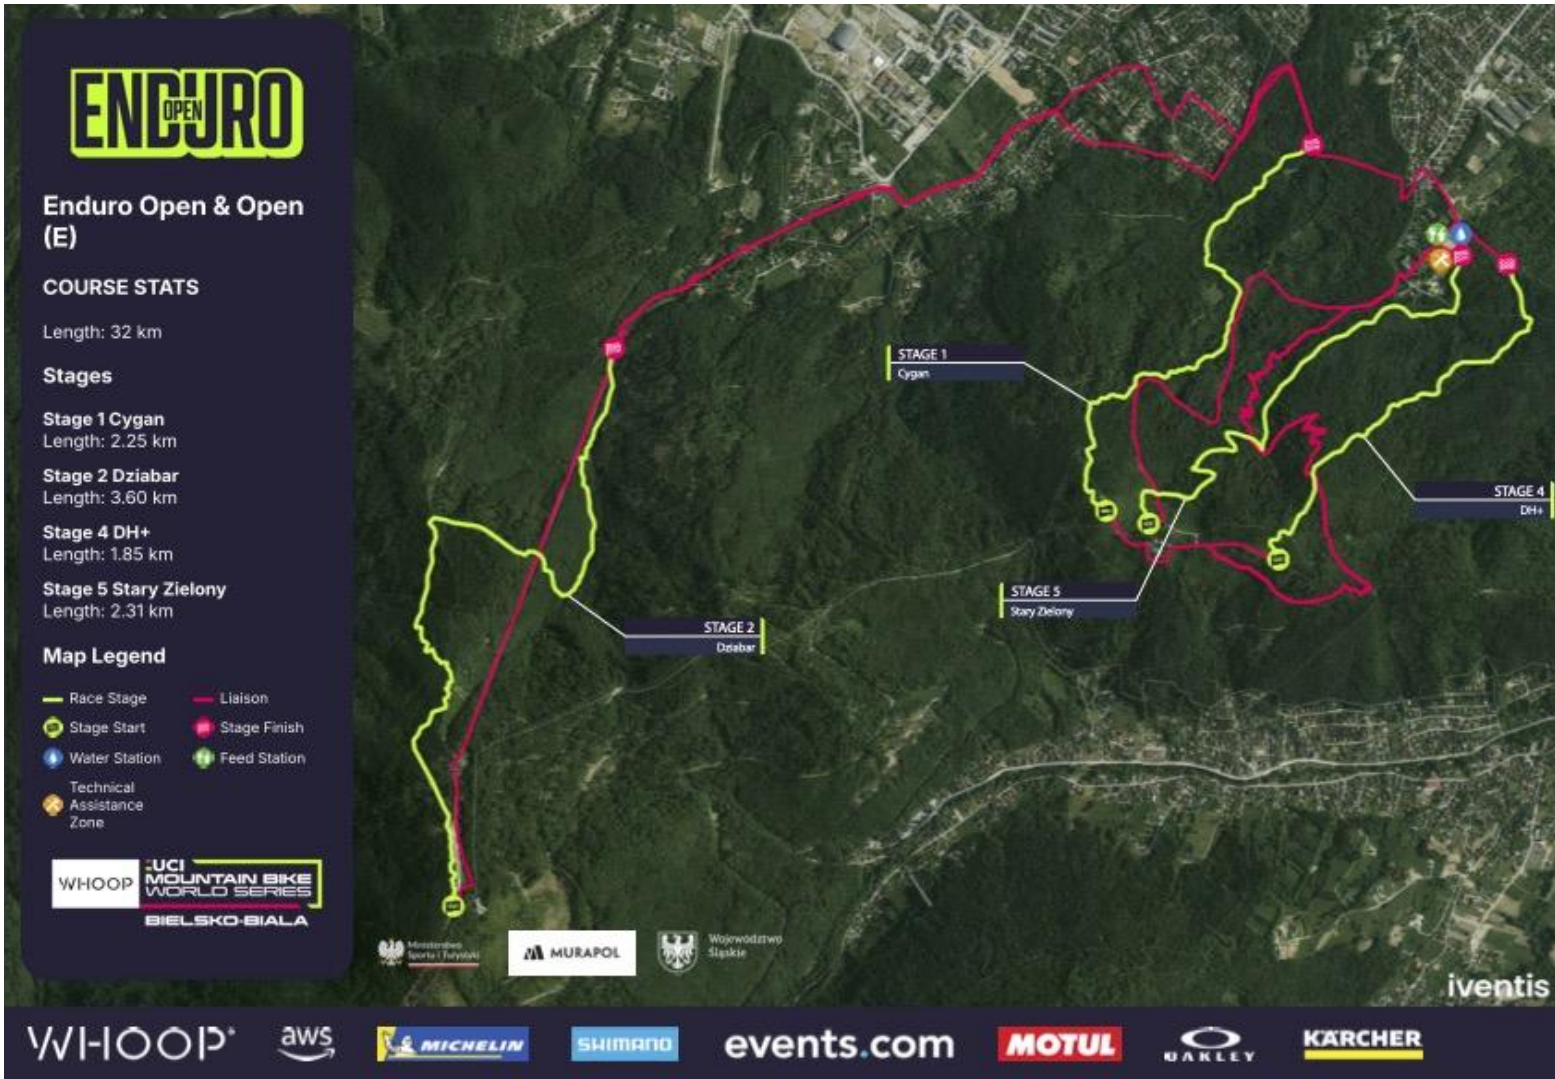 ENDURO
OPEN
Enduro Open & Open
(E)
COURSE STATS
Length: 32 km
Stages
Stage 1 Cygan
Length: 2.25 km
Stage 2 Dziabar
Length: 3.60 km
Stage 4 DH+
Length: 1.85 km
Stage 5 Stary Zielony
Length: 2.31 km
Map Legend
Race Stage
Liaison
Stage Start
Stage Finish
Water Station
Feed Station
Technical
Assistance
Zone
WHOOP
UCI
MOUNTAIN BIKE
WORLD SERIES
BIELSKO-BIALA
STAGE 1
Cygan
STAGE 4
DH+
STAGE 5
Stary Zielony
STAGE 2
Dziabar
Ministerstwo
Sportu i Turystyki
MURAPOL
Województwo
Śląskie
iventis
WHOOP
aws
MICHELIN
SHIMANO
events.com
MOTUL
OAKLEY
KÄRCHER